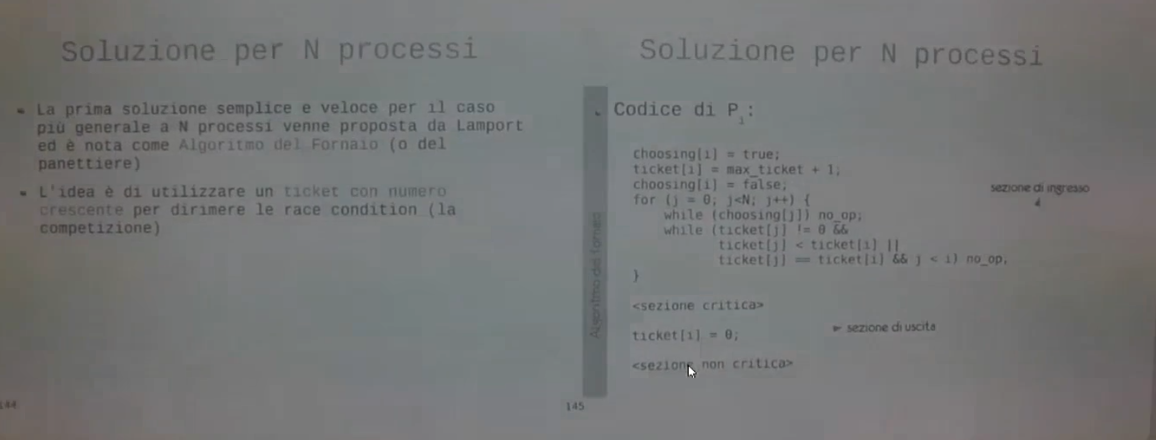 Soluzione per N processi
La prima soluzione semplice e veloce per il caso
più generale a N processi venne proposta da Lamport
ed è nota come Algoritmo del Fornaio (o del
panettiere)
L'idea è di utilizzare un ticket con numero
crescente per dirimere le race condition (la
competizione)
144
Soluzione per N processi
Algoritmo del fornaio
Codice di Pi:
choosing[i] = true;
ticket[i] = max_ticket + 1;
choosing[i] = false;
for (j = 0; j<N; j++) {
while (choosing[j]) no_op;
while (ticket[j] != 0 &&
ticket[j] < ticket[i] ||
ticket[j] == ticket[i] && j < i) no_op;
}
sezione di ingresso
<sezione critica>
ticket[i] = 0;
sezione di uscita
<sezione non critica>
145